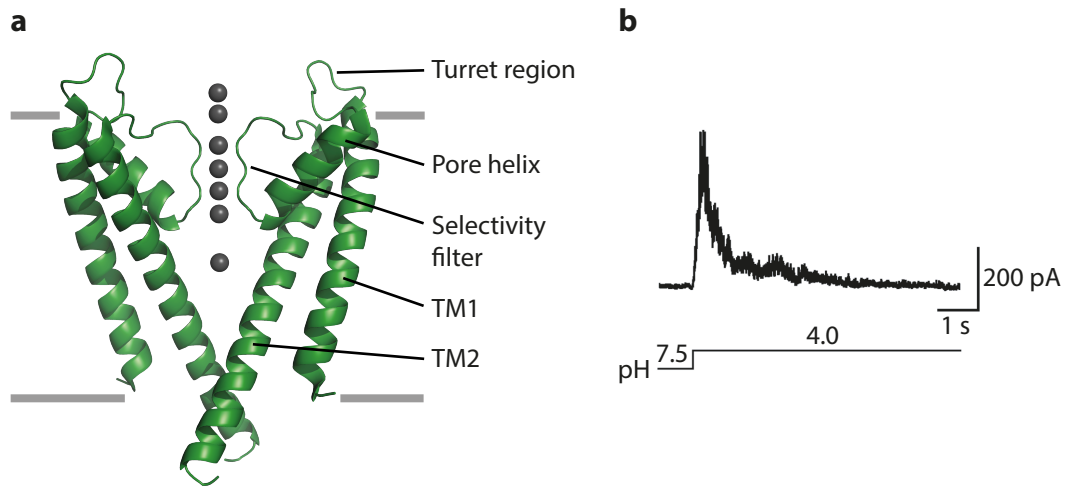 a
Turret region
Pore helix
Selectivity
filter
TM1
TM2
b
200 pA
1 s
pH
7.5
4.0